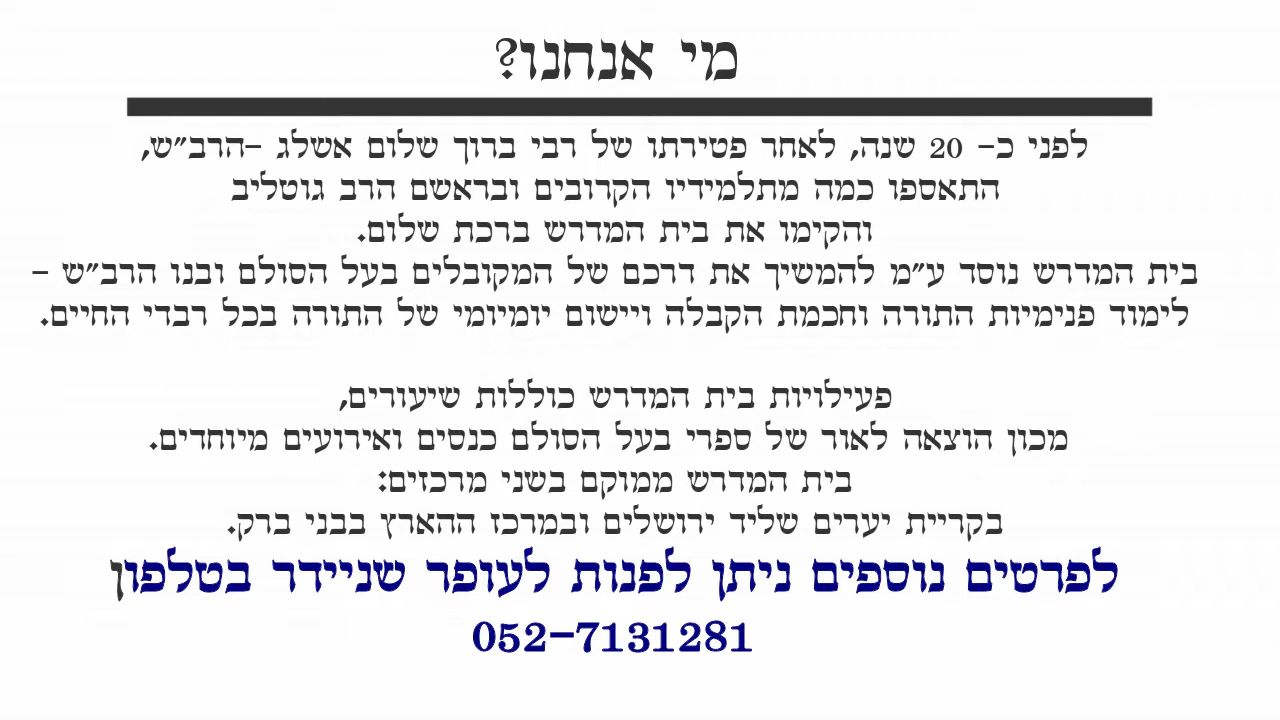 מי אנחנו?
לפני כ- 20 שנה, לאחר פטירתו של רבי ברוך שלום אשלג -הרב"ש,
התאספו כמה מתלמידיו הקרובים ובראשם הרב גוטליב
והקימו את בית המדרש ברכת שלום.
בית המדרש נוסד ע"מ להמשיך את דרכם של המקובלים בעל הסולם ובנו הרב"ש -
לימוד פנימיות התורה וחכמת הקבלה ויישום יומיומי של התורה בכל רבדי החיים.
פעילויות בית המדרש כוללות שיעורים,
מכון הוצאה לאור של ספרי בעל הסולם כנסים ואירועים מיוחדים.
בית המדרש ממוקם בשני מרכזים:
בקריית יערים שליד ירושלים ובמרכז ההארץ בבני ברק.
לפרטים נוספים ניתן לפנות לעופר שניידר בטלפון
052-7131281